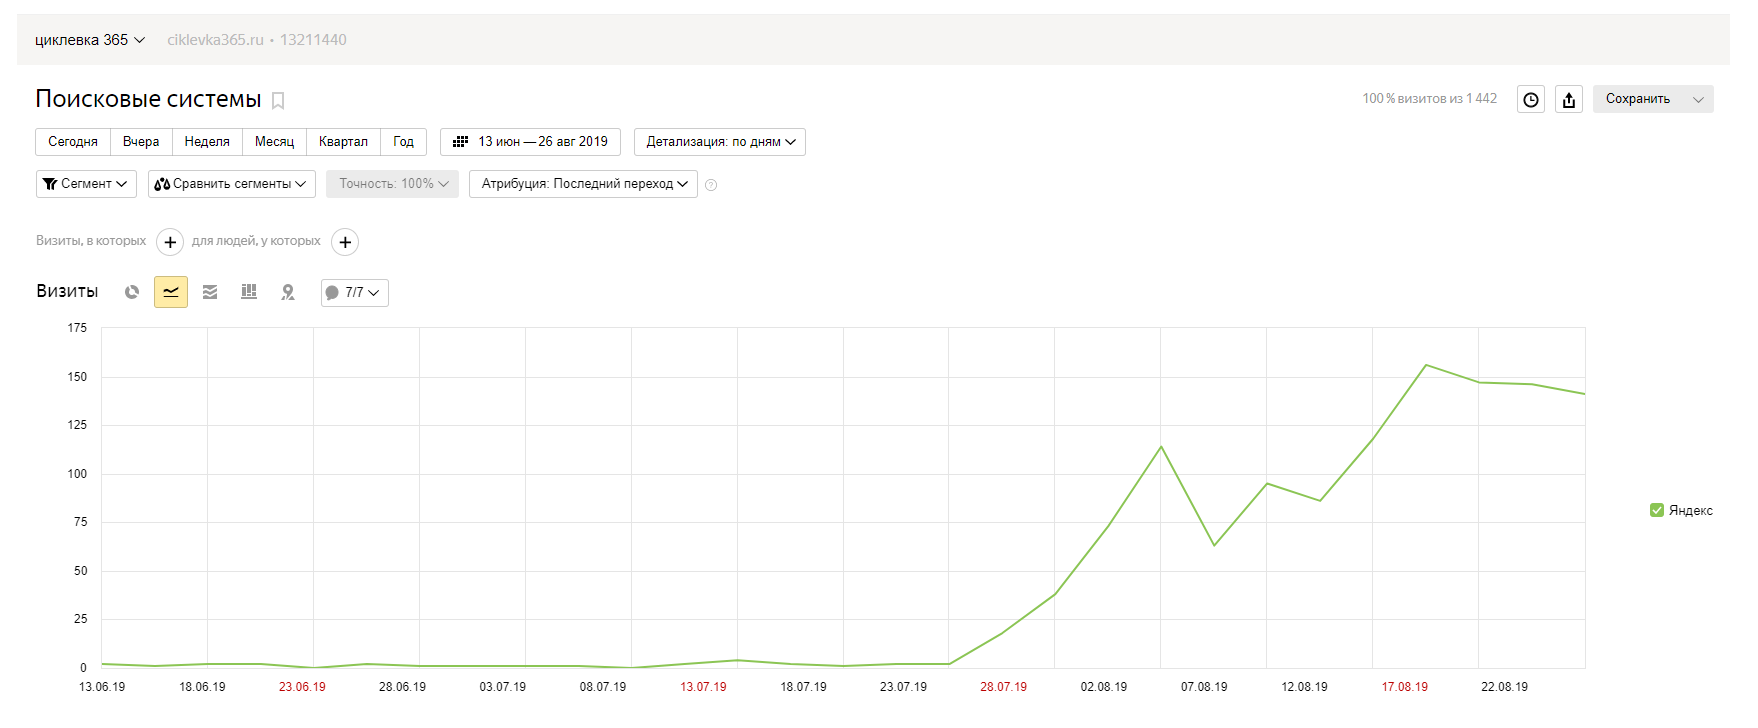 циклевка 365 ciklevka365.ru • 13211440
Поисковые системы
100 % визитов из 1 442 Сохранить
Сегодня Вчера Неделя Месяц Квартал Год 13 июн — 26 авг 2019 Детализация: по дням
Сегмент Сравнить сегменты Точность: 100% Атрибуция: Последний переход ?
Визиты, в которых + для людей, у которых +
Визиты 7/7
175
150
125
100
75
50
25
0
Яндекс
13.06.19 18.06.19 23.06.19 28.06.19 03.07.19 08.07.19 13.07.19 18.07.19 23.07.19 28.07.19 02.08.19 07.08.19 12.08.19 17.08.19 22.08.19